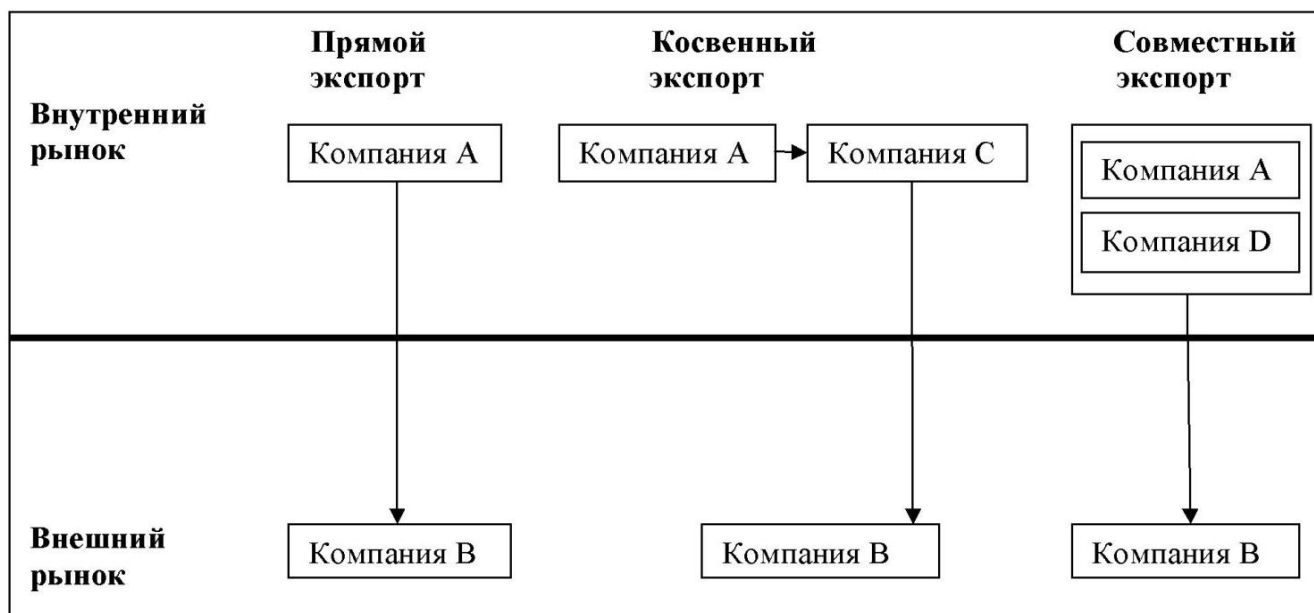 Прямой
экспорт
Косвенный
экспорт
Совместный
экспорт
Внутренний
рынок
Компания А
Компания А
Компания С
Компания А
Компания D
Внешний
рынок
Компания В
Компания В
Компания В